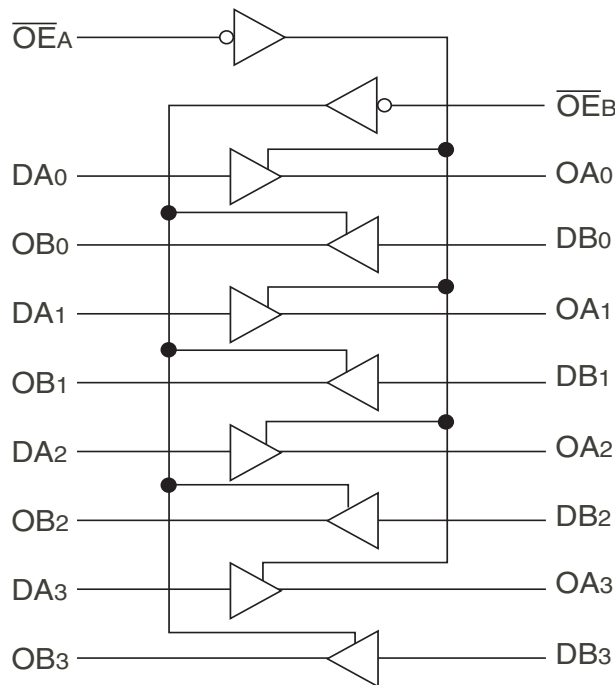 OEA
OEB
DA0 OA0
OB0 DB0
DA1 OA1
OB1 DB1
DA2 OA2
OB2 DB2
DA3 OA3
OB3 DB3